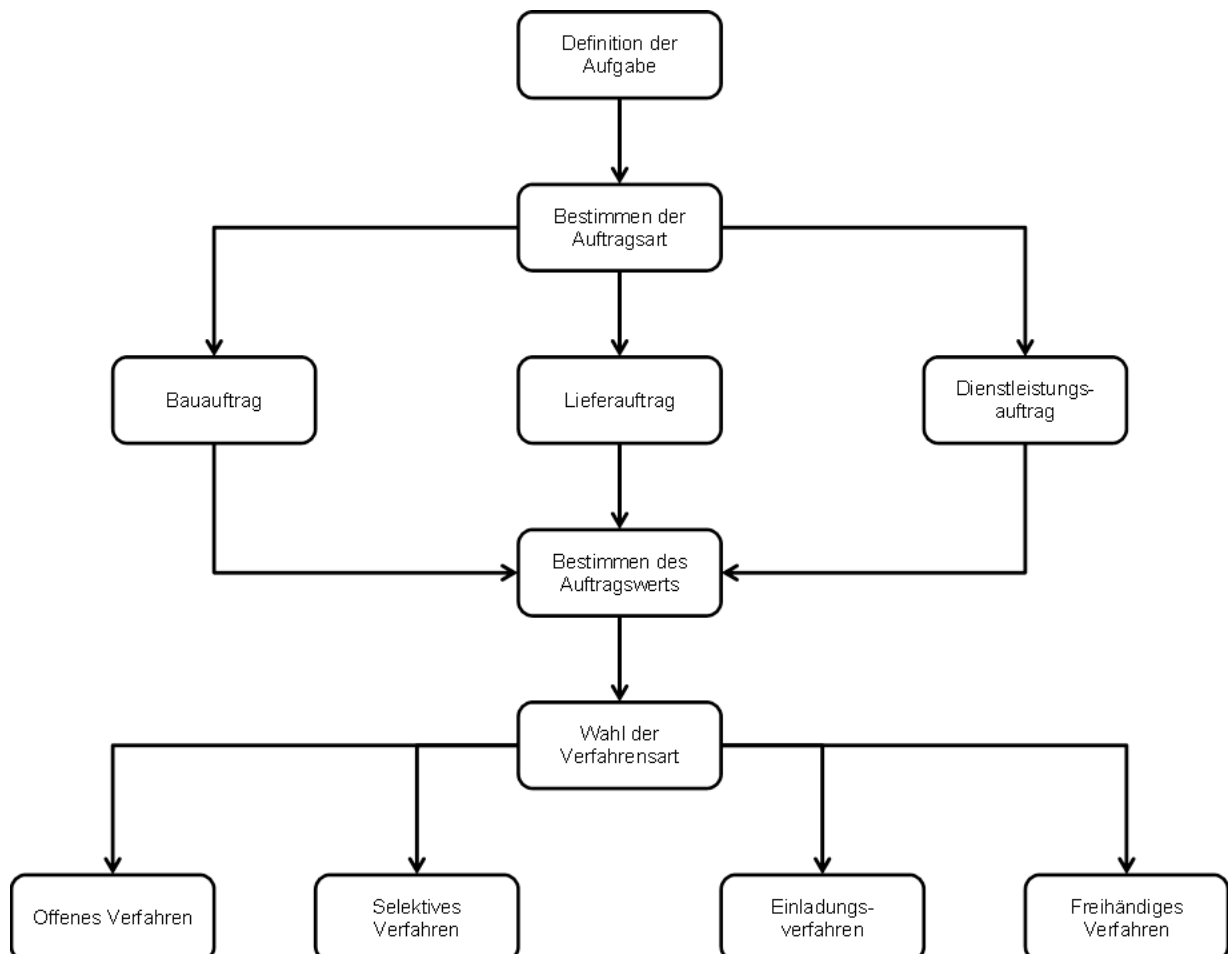 Definition der
Aufgabe
Bestimmen der
Auftragsart
Bauauftrag
Lieferauftrag
Dienstleistungs-
auftrag
Bestimmen des
Auftragswerts
Wahl der
Verfahrensart
Offenes Verfahren
Selektives
Verfahren
Einladungs-
verfahren
Freihändiges
Verfahren